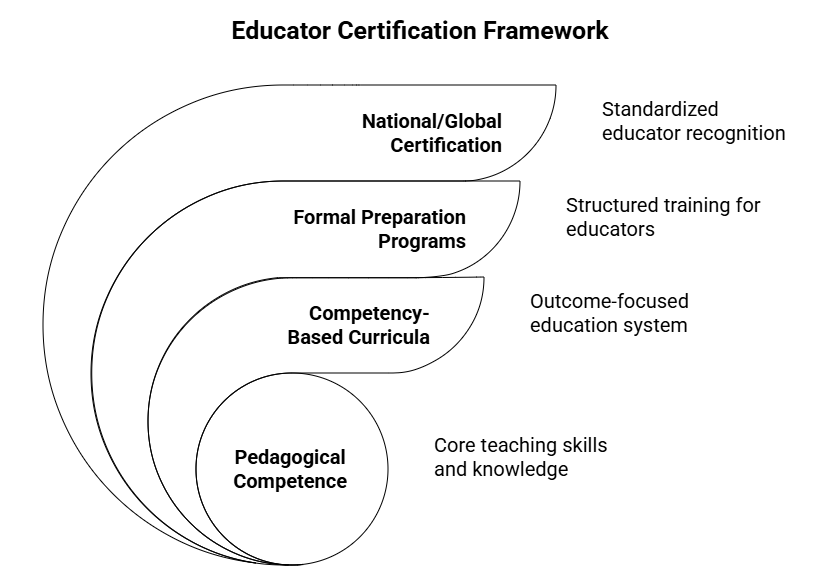 Educator Certification Framework
National/Global
Certification
Standardized
educator recognition
Formal Preparation
Programs
Structured training for
educators
Competency-
Based Curricula
Outcome-focused
education system
Pedagogical
Competence
Core teaching skills
and knowledge